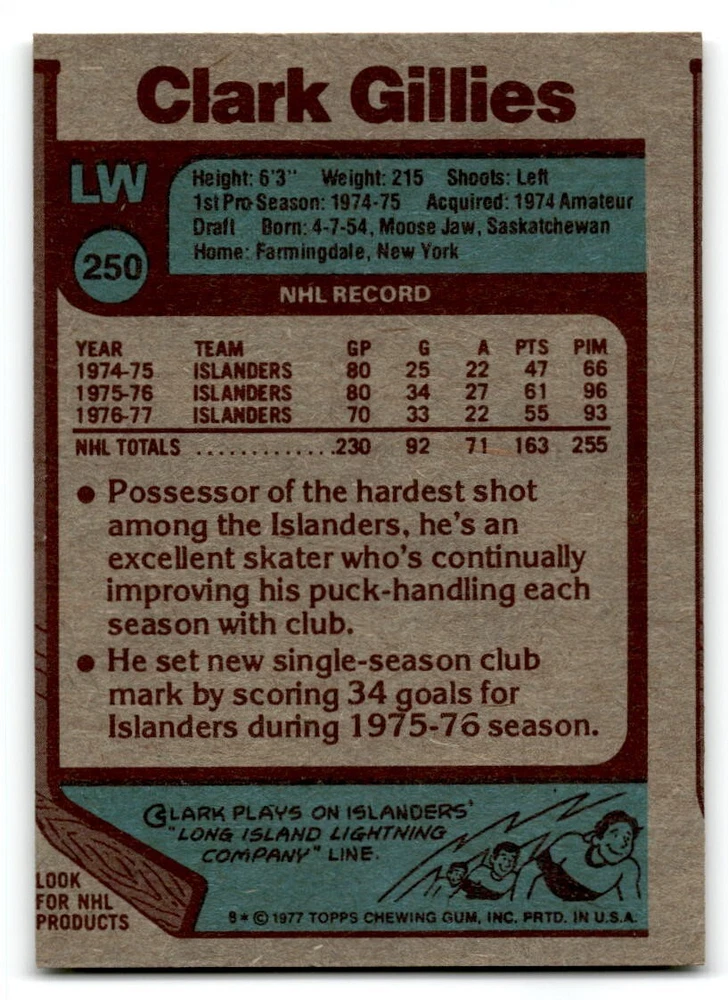 Clark Gillies
LW
250
Height: 6'3" Weight: 215 Shoots: Left
1st Pro Season: 1974-75 Acquired: 1974 Amateur
Draft Born: 4-7-54, Moose Jaw, Saskatchewan
Home: Farmingdale, New York
NHL RECORD
YEAR TEAM GP G A PTS PIM
1974-75 ISLANDERS 80 25 22 47 66
1975-76 ISLANDERS 80 34 27 61 96
1976-77 ISLANDERS 70 33 22 55 93
NHL TOTALS .............230 92 71 163 255
● Possessor of the hardest shot
among the Islanders, he's an
excellent skater who's continually
improving his puck-handling each
season with club.
● He set new single-season club
mark by scoring 34 goals for
Islanders during 1975-76 season.
CLARK PLAYS ON ISLANDERS'
"LONG ISLAND LIGHTNING
COMPANY" LINE.
LOOK
FOR NHL
PRODUCTS
B* © 1977 TOPPS CHEWING GUM, INC. PRTD. IN U.S.A.